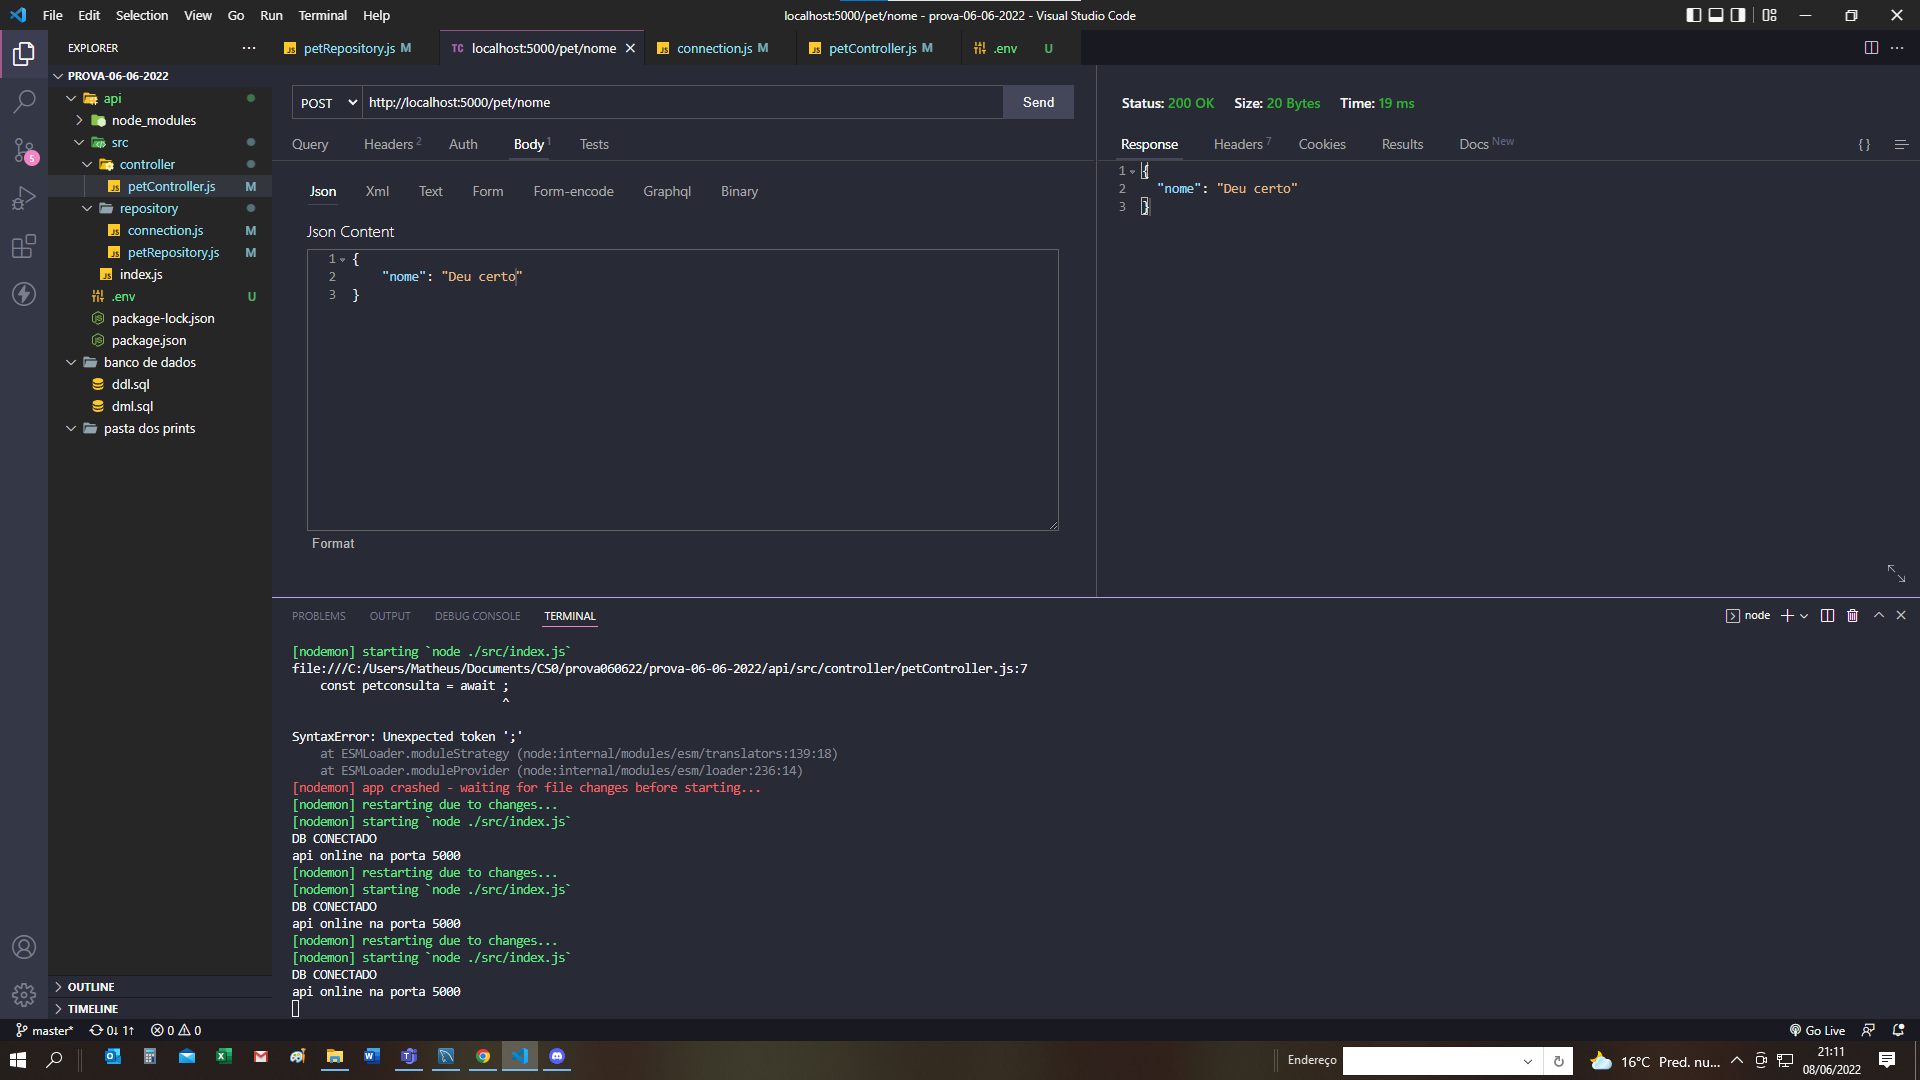 File Edit Selection View Go Run Terminal Help
localhost:5000/pet/nome - prova-06-06-2022 - Visual Studio Code
EXPLORER
JS petRepository.js M
TC localhost:5000/pet/nome
JS connection.js M
JS petController.js M
.env U
PROVA-06-06-2022
api
node_modules
src
controller
JS petController.js M
repository
JS connection.js M
JS petRepository.js M
JS index.js
.env U
package-lock.json
package.json
banco de dados
ddl.sql
dml.sql
pasta dos prints
OUTLINE
TIMELINE
5
POST http://localhost:5000/pet/nome Send
Query Headers 2 Auth Body 1 Tests
Json Xml Text Form Form-encode Graphql Binary
Json Content
1 {
2 "nome": "Deu certo"
3 }
Format
Status: 200 OK Size: 20 Bytes Time: 19 ms
Response Headers 7 Cookies Results Docs New
{}
1 {
2 "nome": "Deu certo"
3 }
PROBLEMS OUTPUT DEBUG CONSOLE TERMINAL
node
[nodemon] starting `node ./src/index.js`
file:///C:/Users/Matheus/Documents/CS0/prova060622/prova-06-06-2022/api/src/controller/petController.js:7
const petconsulta = await ;
^
SyntaxError: Unexpected token ';'
at ESMLoader.moduleStrategy (node:internal/modules/esm/translators:139:18)
at ESMLoader.moduleProvider (node:internal/modules/esm/loader:236:14)
[nodemon] app crashed - waiting for file changes before starting...
[nodemon] restarting due to changes...
[nodemon] starting `node ./src/index.js`
DB CONECTADO
api online na porta 5000
[nodemon] restarting due to changes...
[nodemon] starting `node ./src/index.js`
DB CONECTADO
api online na porta 5000
[nodemon] restarting due to changes...
[nodemon] starting `node ./src/index.js`
DB CONECTADO
api online na porta 5000
master* 0↓ 1↑ 0 0
Go Live
Endereço
16°C Pred. nu...
21:11
08/06/2022